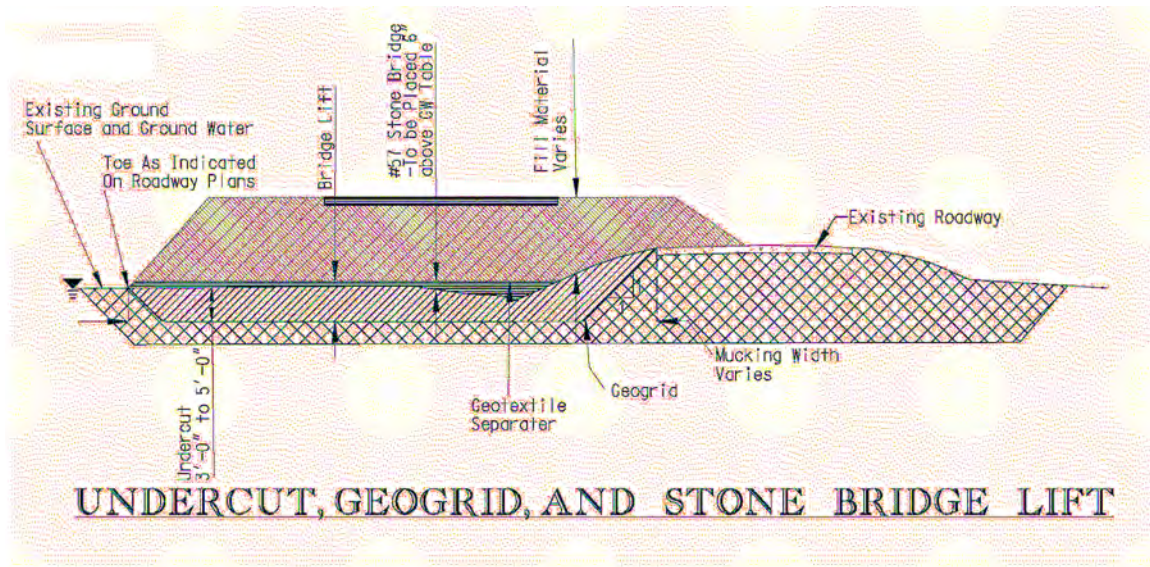 Existing Ground
Surface and Ground Water
Toe As Indicated
On Roadway Plans
Bridge Lift
#57 Stone Bridge
-To be Placed 6"
above GW Table
Fill Material
Varies
Existing Roadway
Mucking Width
Varies
Geogrid
Geotextile
Separater
Undercut
3'-0" to 5'-0"
UNDERCUT, GEOGRID, AND STONE BRIDGE LIFT